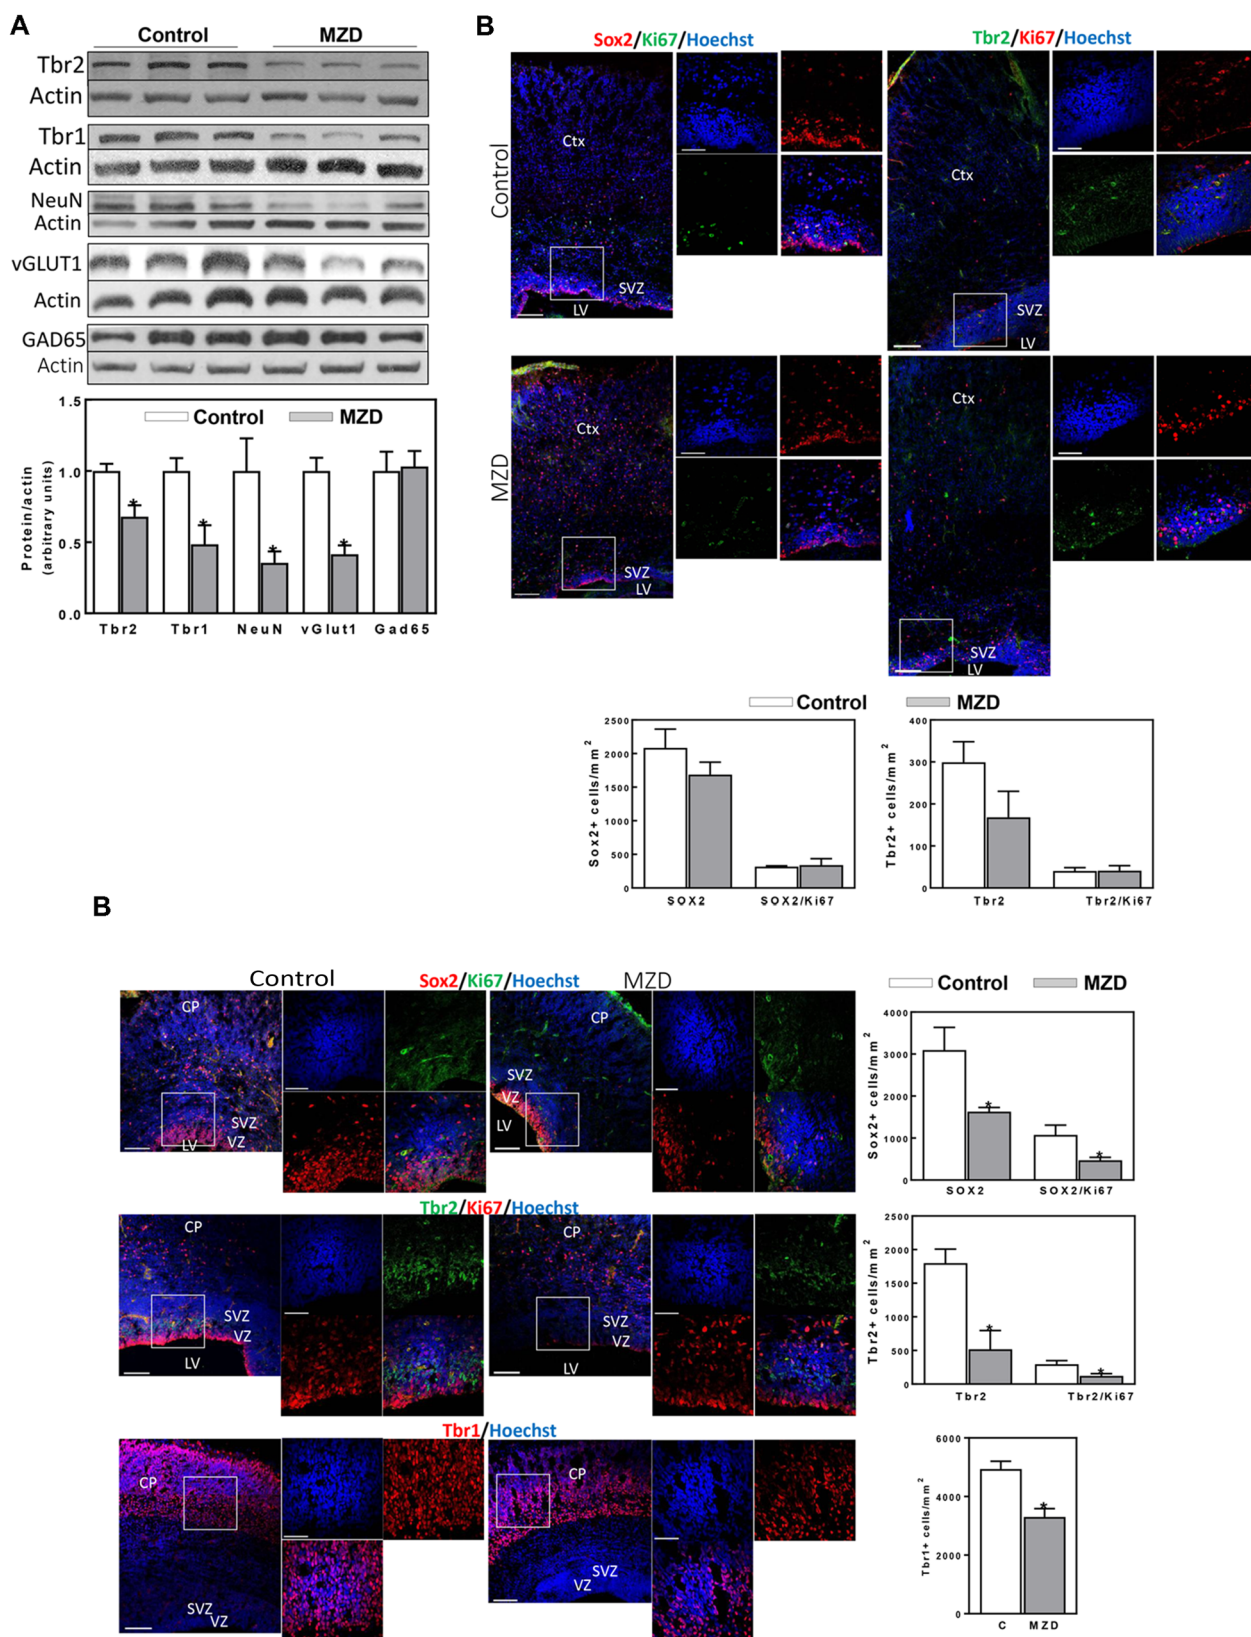 A
Control MZD
Tbr2
Actin
Tbr1
Actin
NeuN
Actin
vGLUT1
Actin
GAD65
Actin
1.5
1.0
0.5
0.0
Protein/actin
(arbitrary units)
Control MZD
* * * *
Tbr2 Tbr1 NeuN vGlut1 Gad65
B
Sox2/Ki67/Hoechst Tbr2/Ki67/Hoechst
Control
Ctx
SVZ
LV
Ctx
SVZ
LV
MZD
Ctx
SVZ
LV
Ctx
SVZ
LV
Control MZD
Sox2+ cells/mm2
2500
2000
1500
1000
500
0
SOX2 SOX2/Ki67
Tbr2+ cells/mm2
400
300
200
100
0
Tbr2 Tbr2/Ki67
B
Control Sox2/Ki67/Hoechst MZD
CP
SVZ
VZ
LV
CP
SVZ
VZ
LV
Control MZD
Sox2+ cells/mm2
4000
3000
2000
1000
0
* *
SOX2 SOX2/Ki67
Tbr2/Ki67/Hoechst
CP
SVZ
VZ
LV
CP
SVZ
VZ
LV
Tbr2+ cells/mm2
2500
2000
1500
1000
500
0
* *
Tbr2 Tbr2/Ki67
Tbr1/Hoechst
CP
SVZ
VZ
CP
SVZ
VZ
Tbr1+ cells/mm2
6000
4000
2000
0
*
C MZD